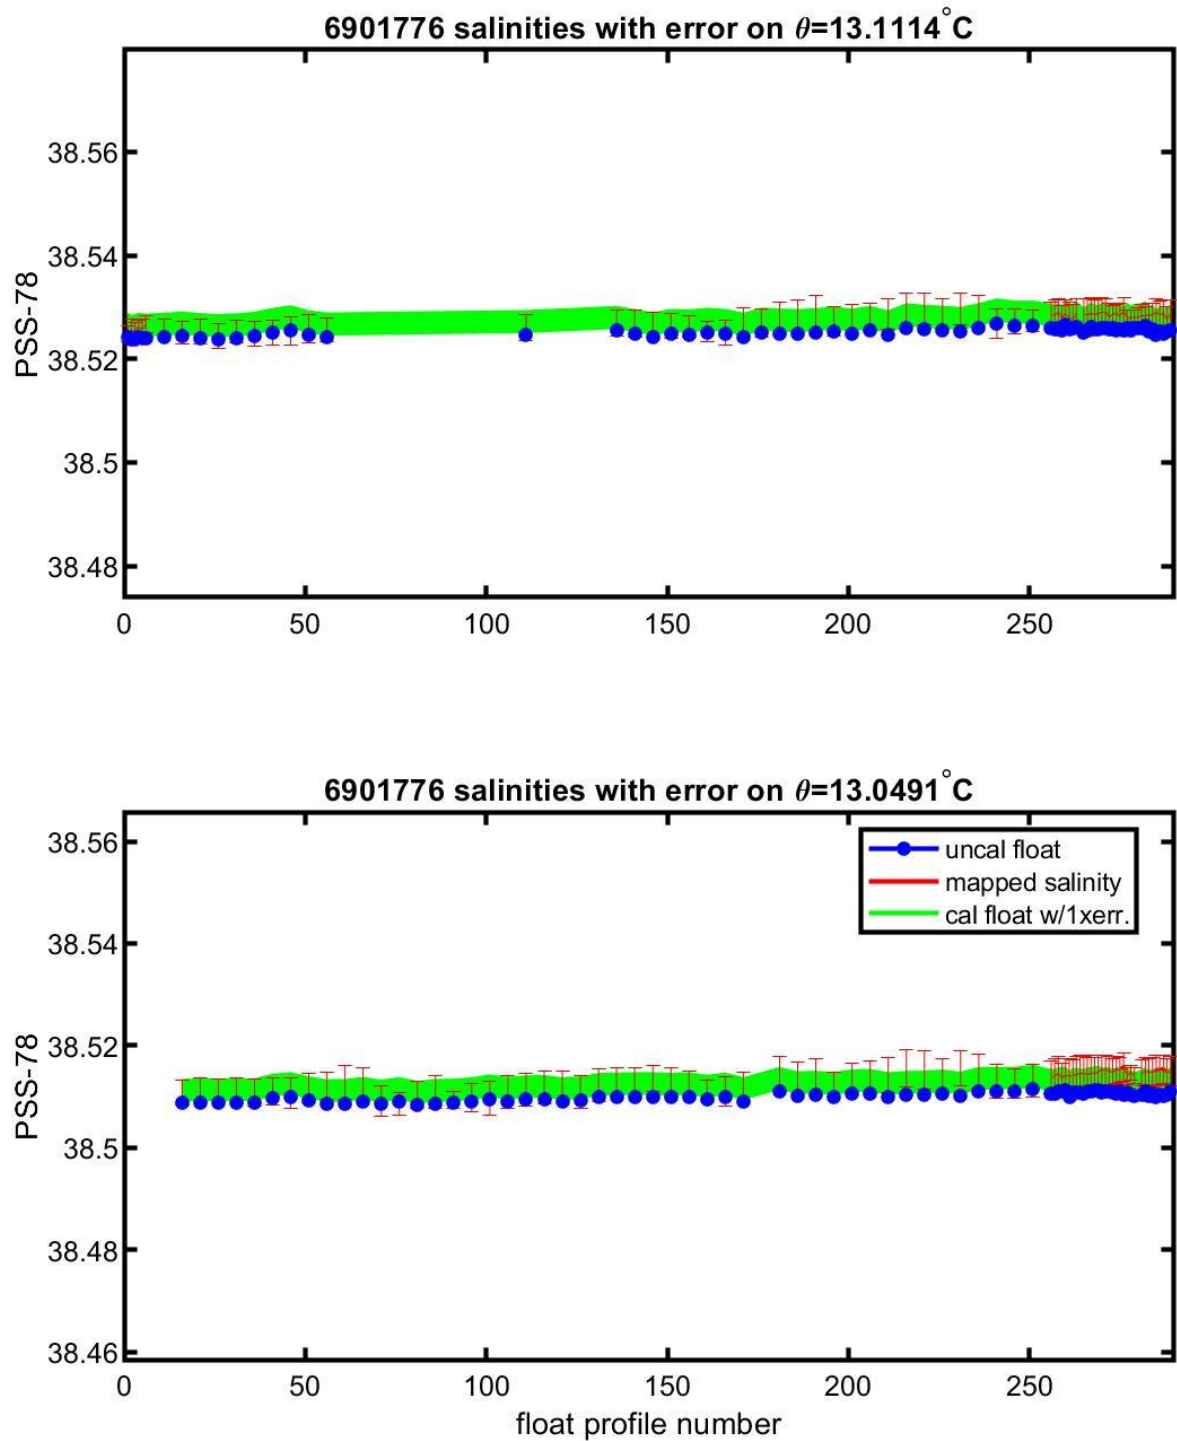 6901776 salinities with error on θ=13.1114°C
PSS-78
38.56
38.54
38.52
38.5
38.48
0 50 100 150 200 250
6901776 salinities with error on θ=13.0491°C
PSS-78
38.56
38.54
38.52
38.5
38.48
38.46
uncal float
mapped salinity
cal float w/1xerr.
0 50 100 150 200 250
float profile number